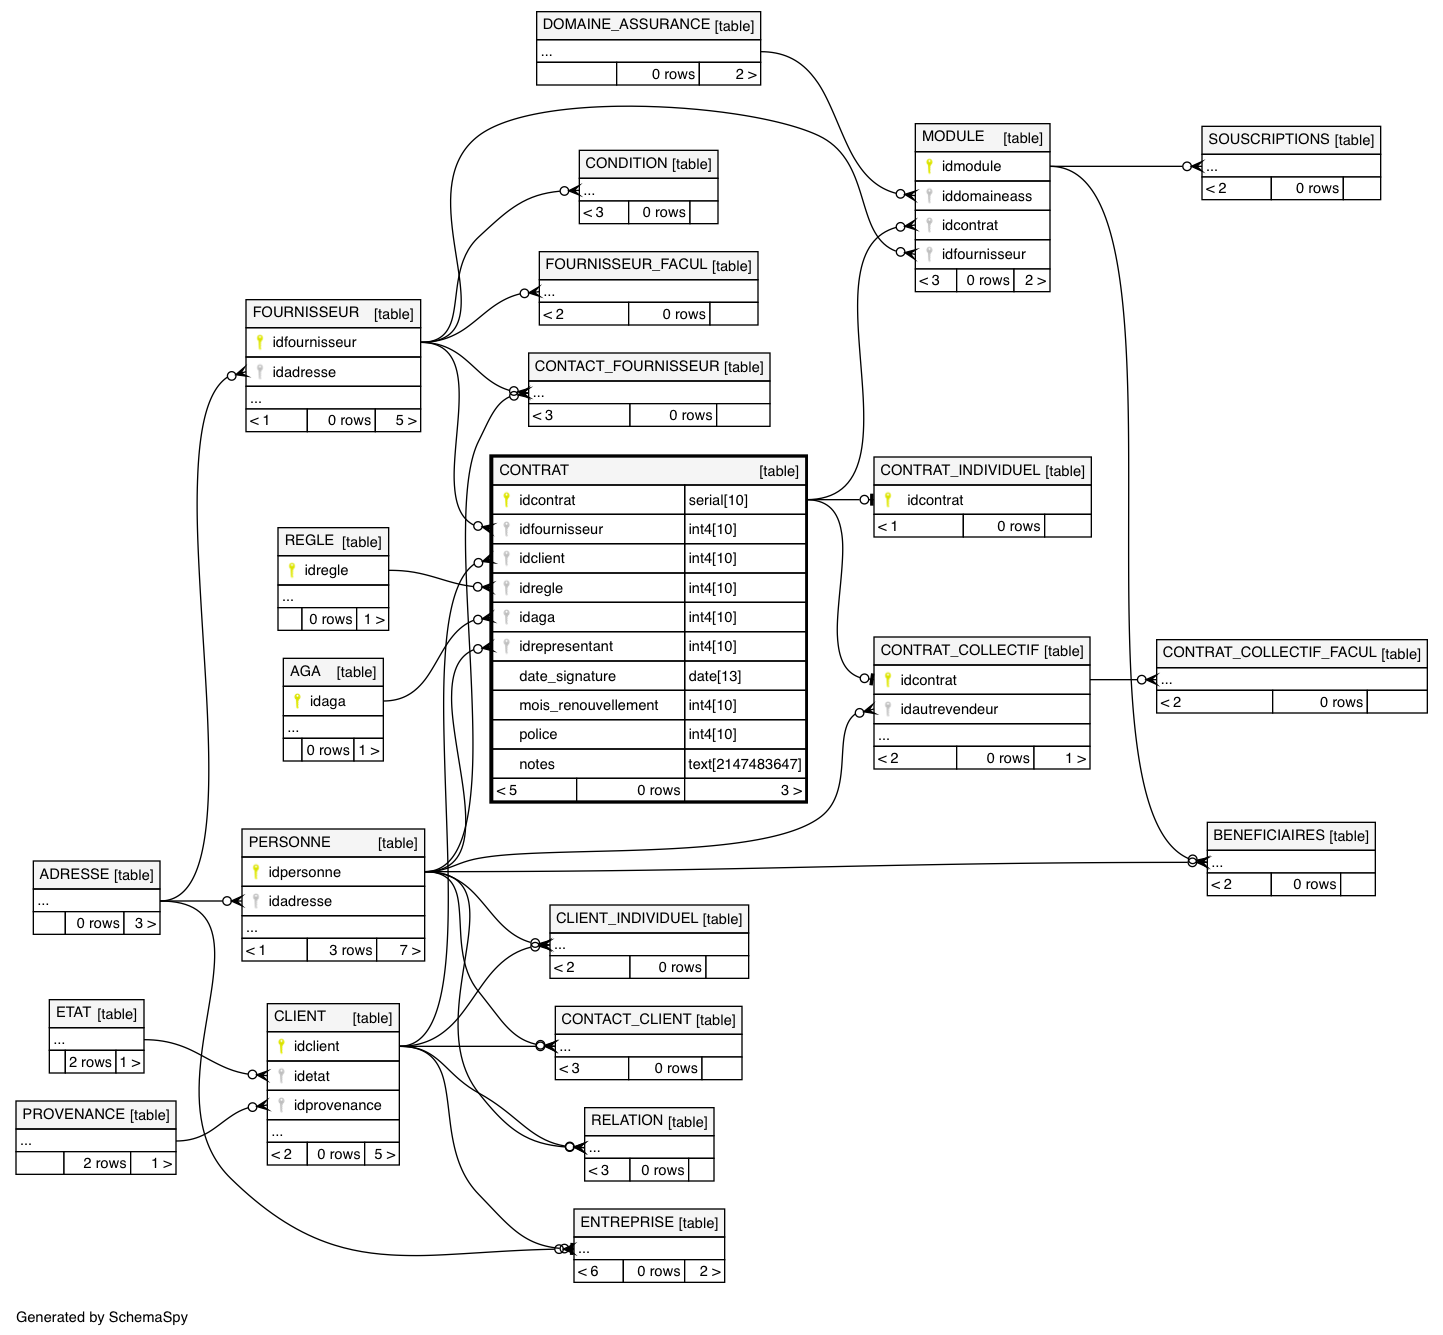 DOMAINE_ASSURANCE [table]
...
0 rows 2 >
MODULE [table]
idmodule
iddomaineass
idcontrat
idfournisseur
< 3 0 rows 2 >
SOUSCRIPTIONS [table]
...
< 2 0 rows
CONDITION [table]
...
< 3 0 rows
FOURNISSEUR_FACUL [table]
...
< 2 0 rows
FOURNISSEUR [table]
idfournisseur
idadresse
...
< 1 0 rows 5 >
CONTACT_FOURNISSEUR [table]
...
< 3 0 rows
CONTRAT [table]
idcontrat serial[10]
idfournisseur int4[10]
idclient int4[10]
idregle int4[10]
idaga int4[10]
idrepresentant int4[10]
date_signature date[13]
mois_renouvellement int4[10]
police int4[10]
notes text[2147483647]
< 5 0 rows 3 >
CONTRAT_INDIVIDUEL [table]
idcontrat
< 1 0 rows
REGLE [table]
idregle
...
0 rows 1 >
AGA [table]
idaga
...
0 rows 1 >
CONTRAT_COLLECTIF [table]
idcontrat
idautrevendeur
...
< 2 0 rows 1 >
CONTRAT_COLLECTIF_FACUL [table]
...
< 2 0 rows
BENEFICIAIRES [table]
...
< 2 0 rows
PERSONNE [table]
idpersonne
idadresse
...
< 1 3 rows 7 >
ADRESSE [table]
...
0 rows 3 >
CLIENT_INDIVIDUEL [table]
...
< 2 0 rows
ETAT [table]
...
2 rows 1 >
CLIENT [table]
idclient
idetat
idprovenance
...
< 2 0 rows 5 >
CONTACT_CLIENT [table]
...
< 3 0 rows
PROVENANCE [table]
...
2 rows 1 >
RELATION [table]
...
< 3 0 rows
ENTREPRISE [table]
...
< 6 0 rows 2 >
Generated by SchemaSpy